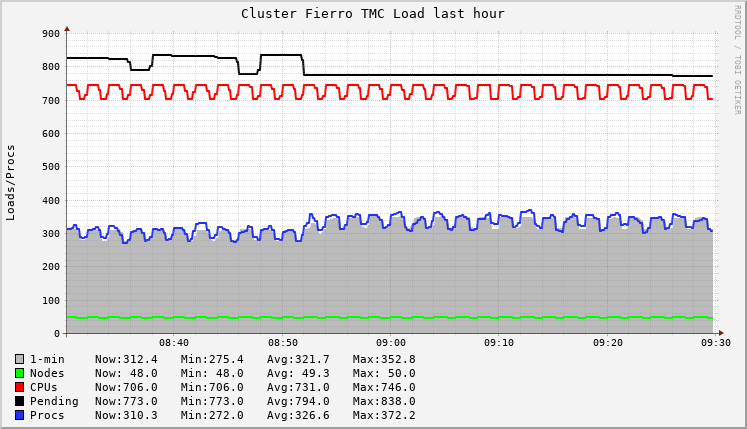 Cluster Fierro TMC Load last hour
RRDTOOL / TOBI OETIKER
Loads/Procs
900
800
700
600
500
400
300
200
100
0
08:40 08:50 09:00 09:10 09:20 09:30
1-min Now:312.4 Min:275.4 Avg:321.7 Max:352.8
Nodes Now: 48.0 Min: 48.0 Avg: 49.3 Max: 50.0
CPUs Now:706.0 Min:706.0 Avg:731.0 Max:746.0
Pending Now:773.0 Min:773.0 Avg:794.0 Max:838.0
Procs Now:310.3 Min:272.0 Avg:326.6 Max:372.2